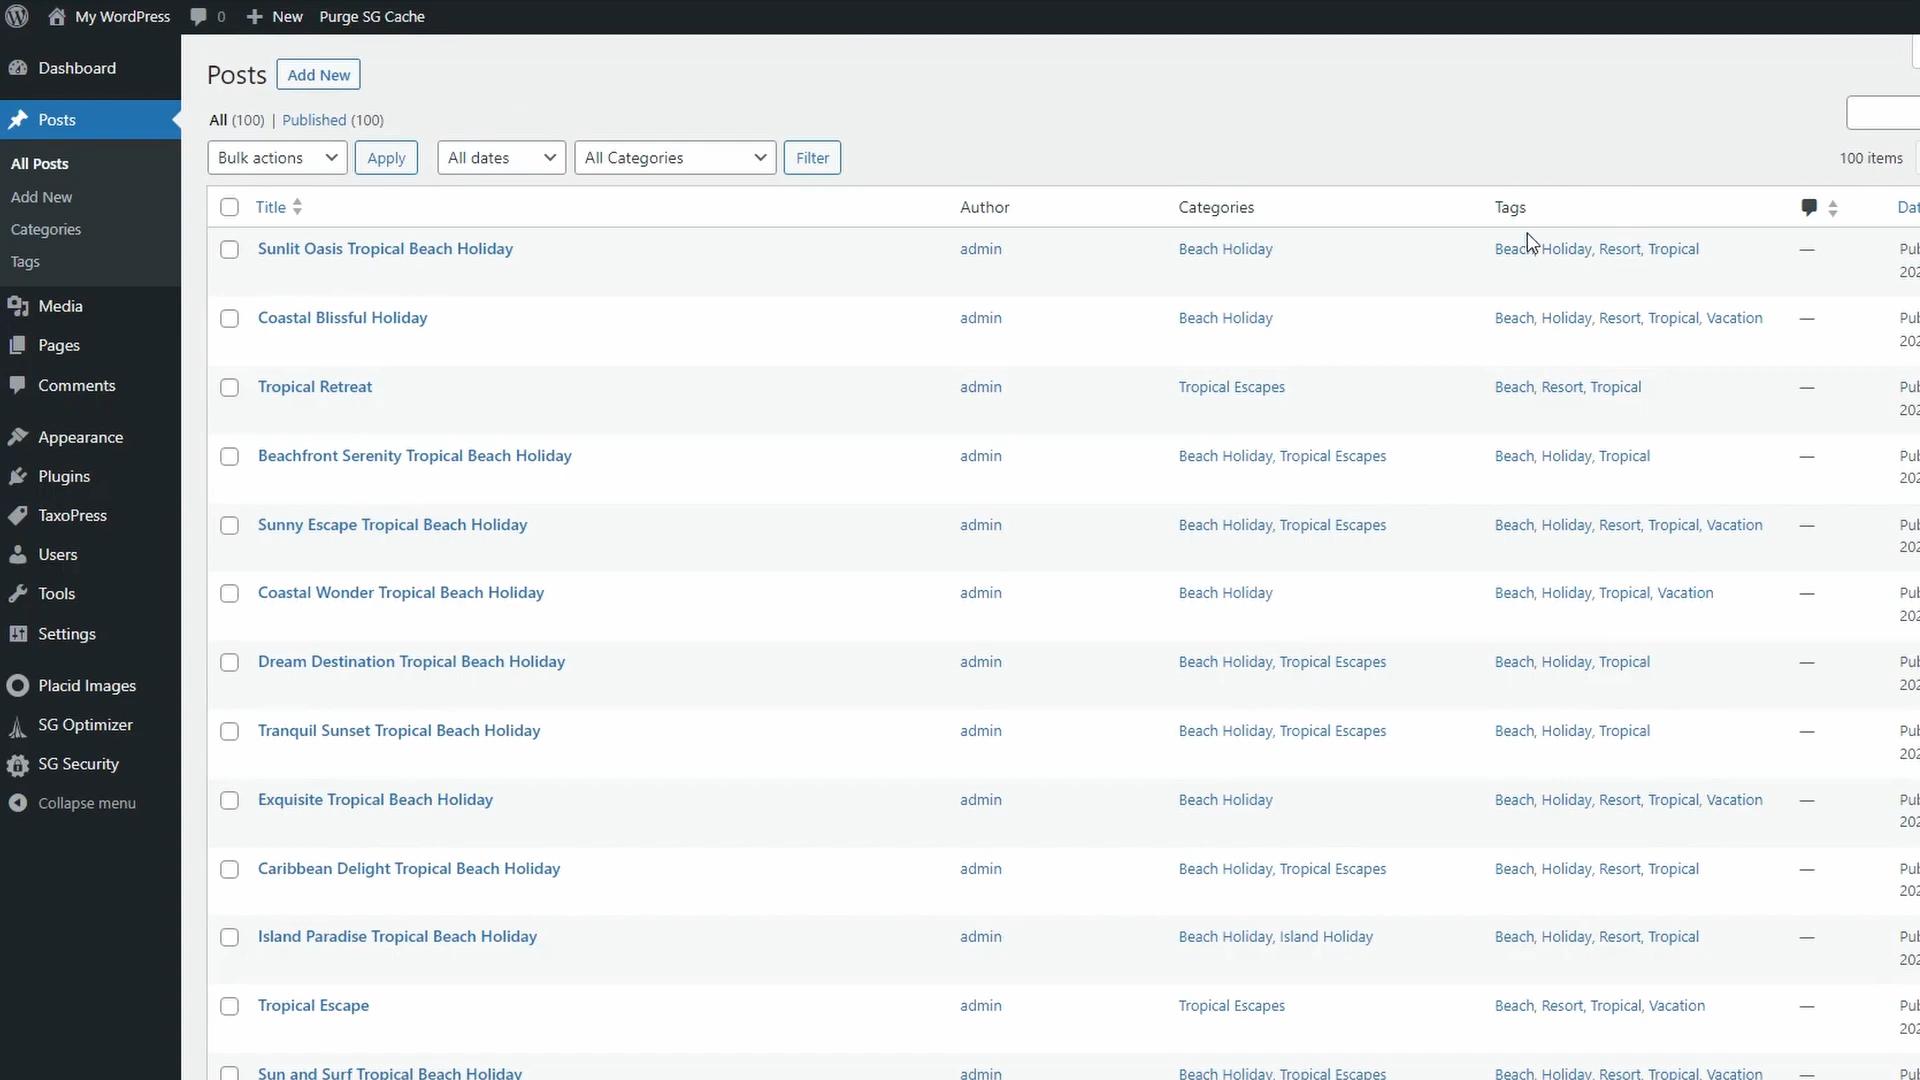 My WordPress 0 New Purge SG Cache
Dashboard
Posts
All Posts
Add New
Categories
Tags
Media
Pages
Comments
Appearance
Plugins
TaxoPress
Users
Tools
Settings
Placid Images
SG Optimizer
SG Security
Collapse menu
Posts Add New
All (100) | Published (100)
Bulk actions Apply All dates All Categories Filter 100 items
Title Author Categories Tags
Sunlit Oasis Tropical Beach Holiday admin Beach Holiday Beach, Holiday, Resort, Tropical —
Coastal Blissful Holiday admin Beach Holiday Beach, Holiday, Resort, Tropical, Vacation —
Tropical Retreat admin Tropical Escapes Beach, Resort, Tropical —
Beachfront Serenity Tropical Beach Holiday admin Beach Holiday, Tropical Escapes Beach, Holiday, Tropical —
Sunny Escape Tropical Beach Holiday admin Beach Holiday, Tropical Escapes Beach, Holiday, Resort, Tropical, Vacation —
Coastal Wonder Tropical Beach Holiday admin Beach Holiday Beach, Holiday, Tropical, Vacation —
Dream Destination Tropical Beach Holiday admin Beach Holiday, Tropical Escapes Beach, Holiday, Tropical —
Tranquil Sunset Tropical Beach Holiday admin Beach Holiday, Tropical Escapes Beach, Holiday, Tropical —
Exquisite Tropical Beach Holiday admin Beach Holiday Beach, Holiday, Resort, Tropical, Vacation —
Caribbean Delight Tropical Beach Holiday admin Beach Holiday, Tropical Escapes Beach, Holiday, Resort, Tropical —
Island Paradise Tropical Beach Holiday admin Beach Holiday, Island Holiday Beach, Holiday, Resort, Tropical —
Tropical Escape admin Tropical Escapes Beach, Resort, Tropical, Vacation —
Sun and Surf Tropical Beach Holiday admin Beach Holiday, Tropical Escapes Beach, Holiday, Resort, Tropical, Vacation —